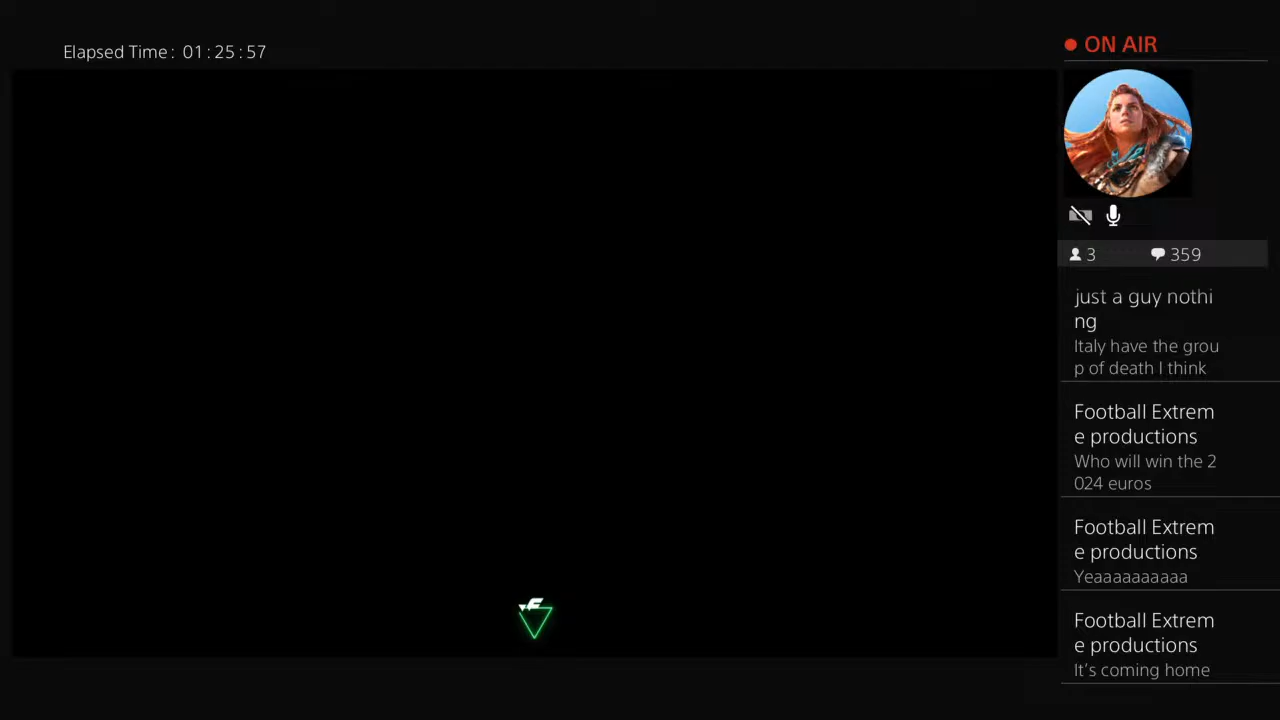 Elapsed Time: 01:25:57
ON AIR
3 359
just a guy nothi
ng
Italy have the grou
p of death I think
Football Extrem
e productions
Who will win the 2
024 euros
Football Extrem
e productions
Yeaaaaaaaaaa
Football Extrem
e productions
It's coming home